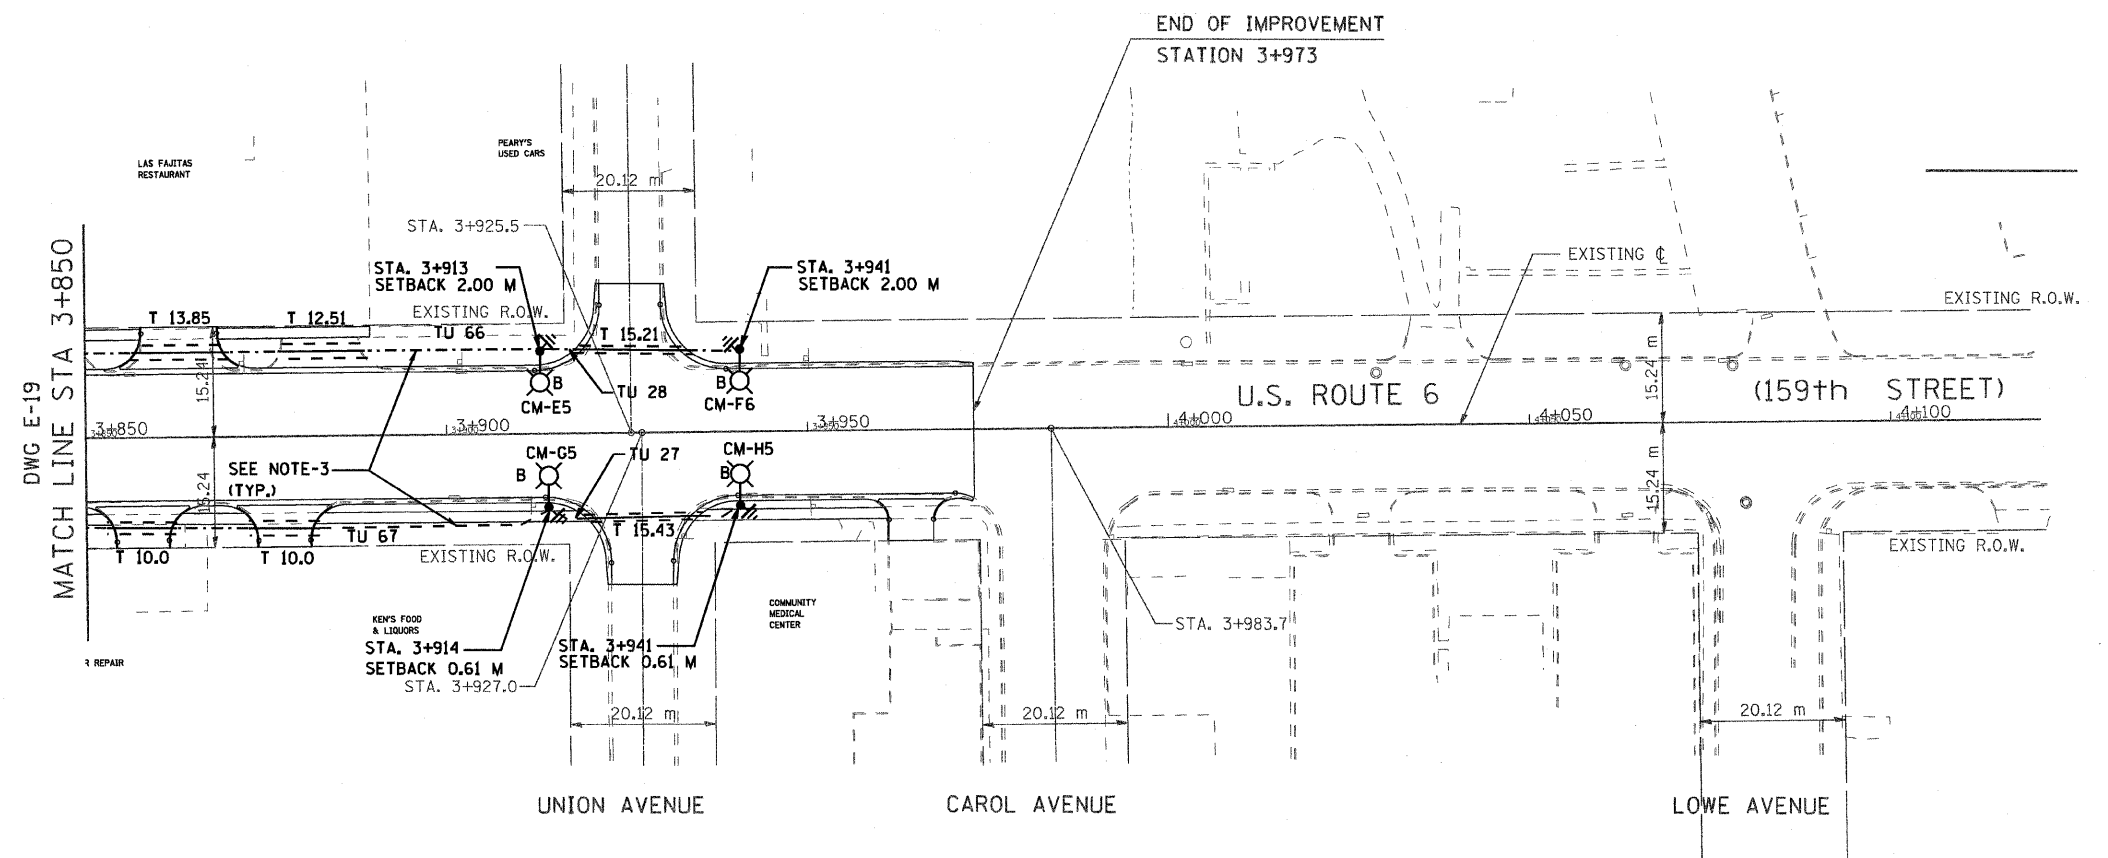 END OF IMPROVEMENT
STATION 3+973
PEARY'S
USED CARS
LAS FAJITAS
RESTAURANT
20.12 m
STA. 3+925.5
STA. 3+913
SETBACK 2.00 M
STA. 3+941
SETBACK 2.00 M
EXISTING ℄
EXISTING R.O.W.
EXISTING R.O.W.
T 13.85
T 12.51
TU 66
T 15.21
15.24
15.24 m
B
CM-E5
TU 28
B
CM-F6
U.S. ROUTE 6
(159th STREET)
DWG E-19
MATCH LINE STA 3+850
3+850
3+900
3+950
4+000
4+050
4+100
SEE NOTE-3
(TYP.)
CM-G5
B
TU 27
CM-H5
B
15.24
15.24 m
T 10.0
T 10.0
TU 67
T 15.43
EXISTING R.O.W.
EXISTING R.O.W.
KEN'S FOOD
& LIQUORS
COMMUNITY
MEDICAL
CENTER
STA. 3+983.7
STA. 3+914
SETBACK 0.61 M
STA. 3+941
SETBACK 0.61 M
STA. 3+927.0
R REPAIR
20.12 m
20.12 m
20.12 m
UNION AVENUE
CAROL AVENUE
LOWE AVENUE